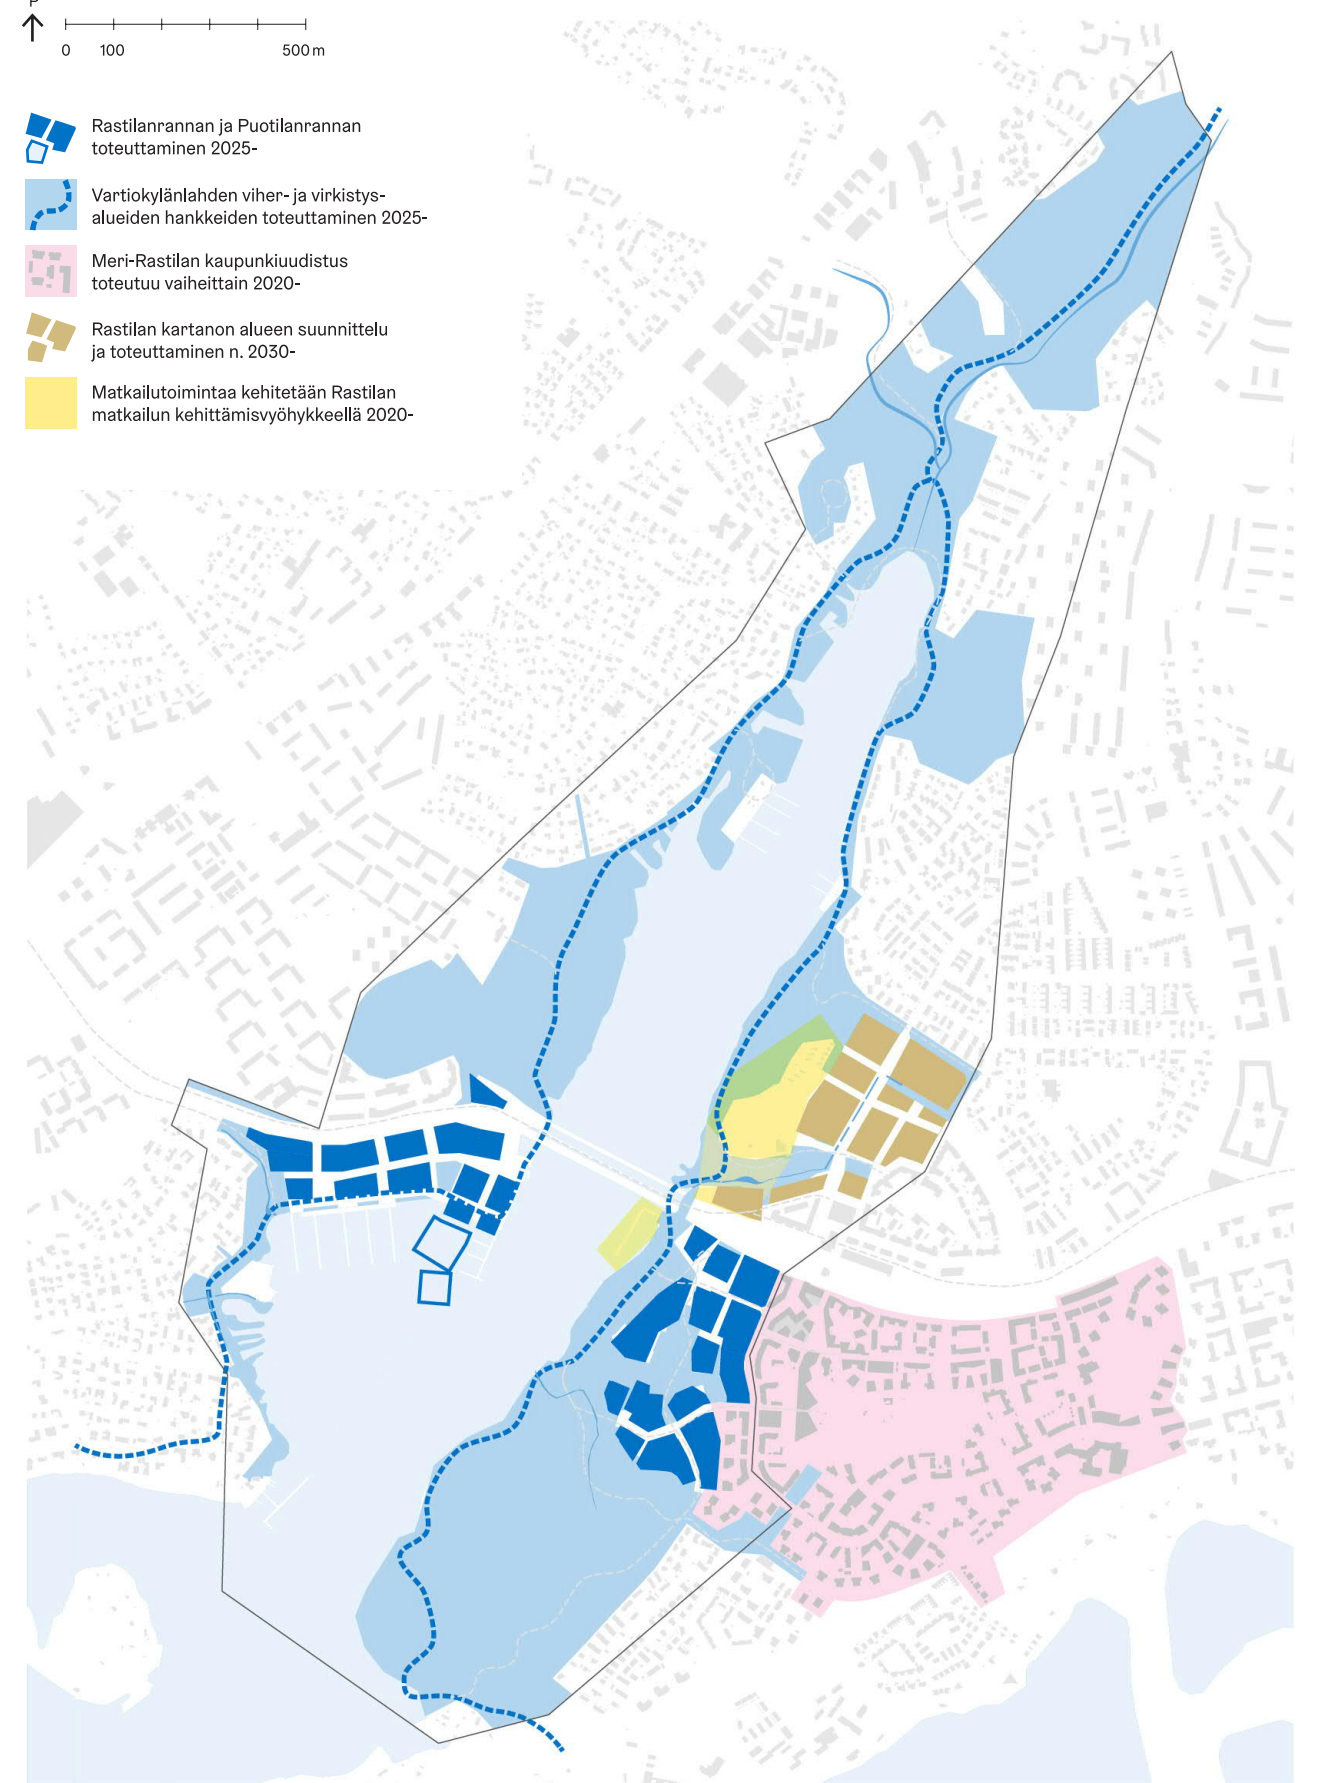 P
0 100 500 m
Rastilanrannan ja Puotilanrannan
toteuttaminen 2025-
Vartiokylänlahden viher- ja virkistys-
alueiden hankkeiden toteuttaminen 2025-
Meri-Rastilan kaupunkiuudistus
toteutuu vaiheittain 2020-
Rastilan kartanon alueen suunnittelu
ja toteuttaminen n. 2030-
Matkailutoimintaa kehitetään Rastilan
matkailun kehittämisvyöhykkeellä 2020-